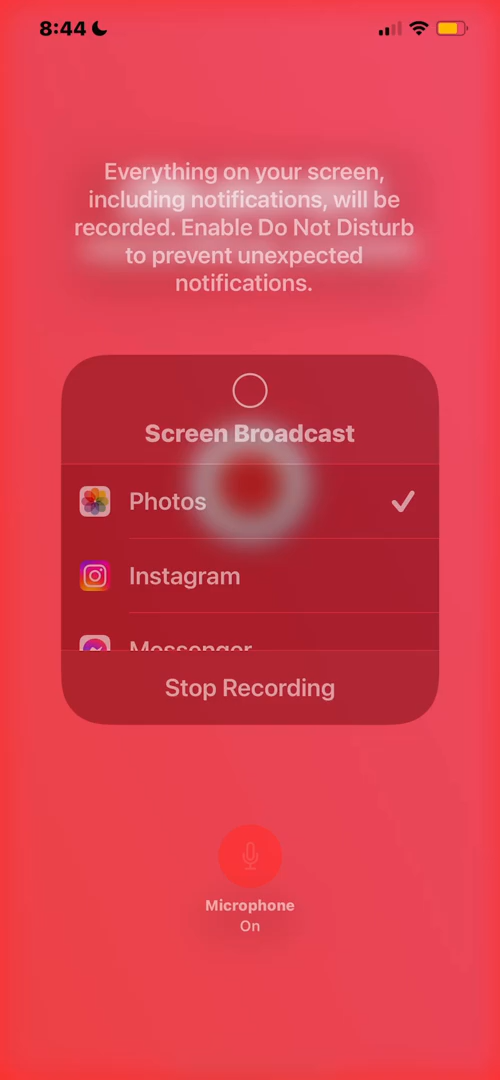 8:44
Everything on your screen,
including notifications, will be
recorded. Enable Do Not Disturb
to prevent unexpected
notifications.
Screen Broadcast
Photos
Instagram
Messenger
Stop Recording
Microphone
On